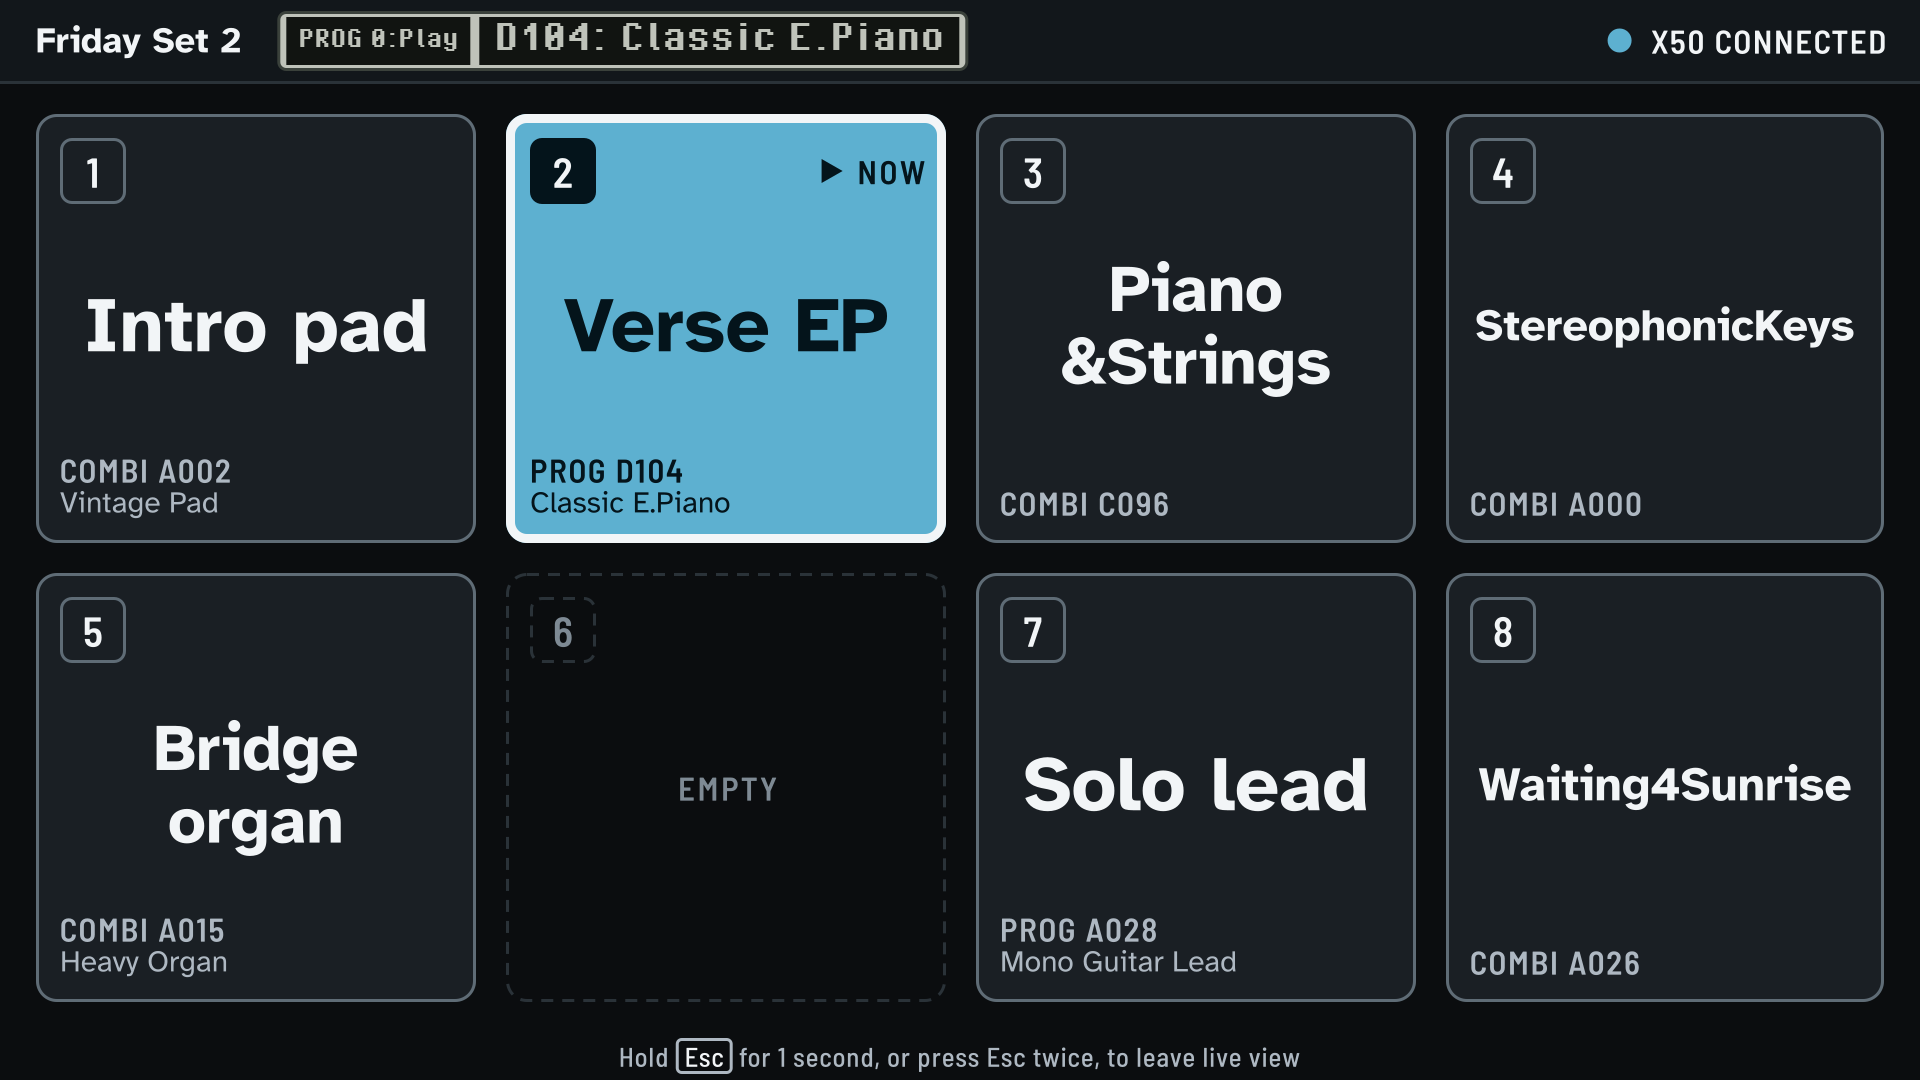 Friday Set 2
PROG 0:Play
D104: Classic E.Piano
X50 CONNECTED
1
Intro pad
COMBI A002
Vintage Pad
2
▶ NOW
Verse EP
PROG D104
Classic E.Piano
3
Piano
&Strings
COMBI C096
4
StereophonicKeys
COMBI A000
5
Bridge
organ
COMBI A015
Heavy Organ
6
EMPTY
7
Solo lead
PROG A028
Mono Guitar Lead
8
Waiting4Sunrise
COMBI A026
Hold Esc for 1 second, or press Esc twice, to leave live view